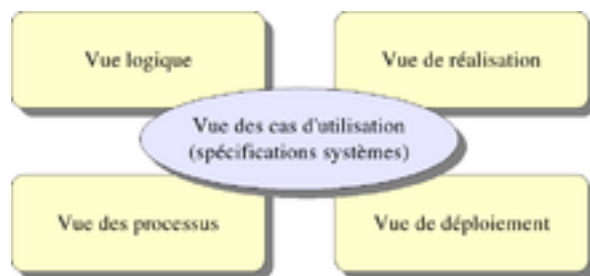 Vue logique
Vue de réalisation
Vue des cas d'utilisation
(spécifications systèmes)
Vue des processus
Vue de déploiement